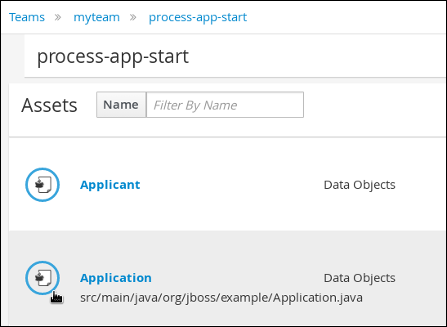 Teams » myteam » process-app-start
process-app-start
Assets Name Filter By Name
Applicant Data Objects
Application Data Objects
src/main/java/org/jboss/example/Application.java